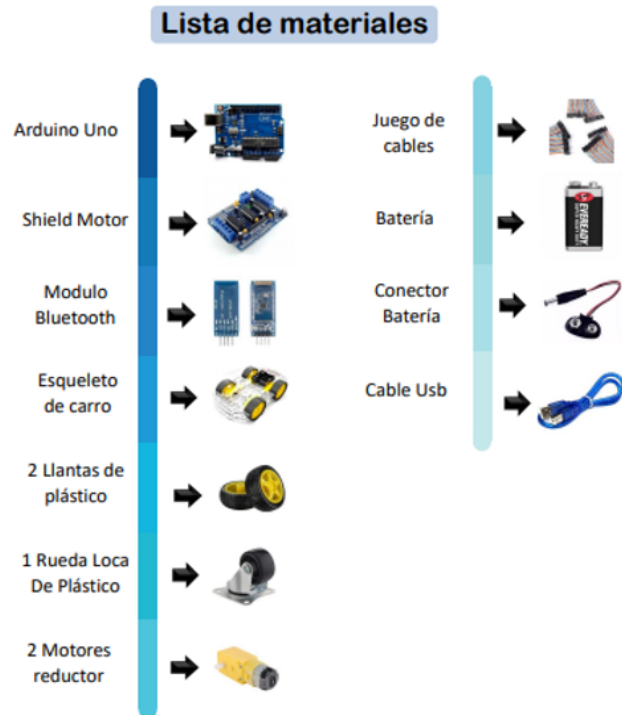 Lista de materiales
Arduino Uno
Shield Motor
Modulo
Bluetooth
Esqueleto
de carro
2 Llantas de
plástico
1 Rueda Loca
De Plástico
2 Motores
reductor
Juego de
cables
Batería
EVEREADY
Conector
Batería
Cable Usb